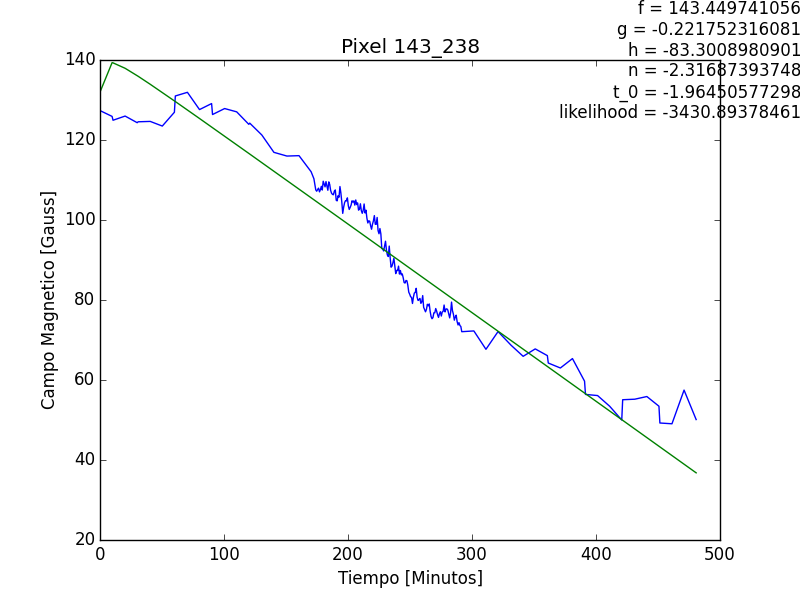 f = 143.449741056
g = -0.221752316081
Pixel 143_238
h = -83.3008980901
n = -2.31687393748
t_0 = -1.96450577298
likelihood = -3430.89378461
140
120
100
80
60
40
20
Campo Magnetico [Gauss]
0 100 200 300 400 500
Tiempo [Minutos]